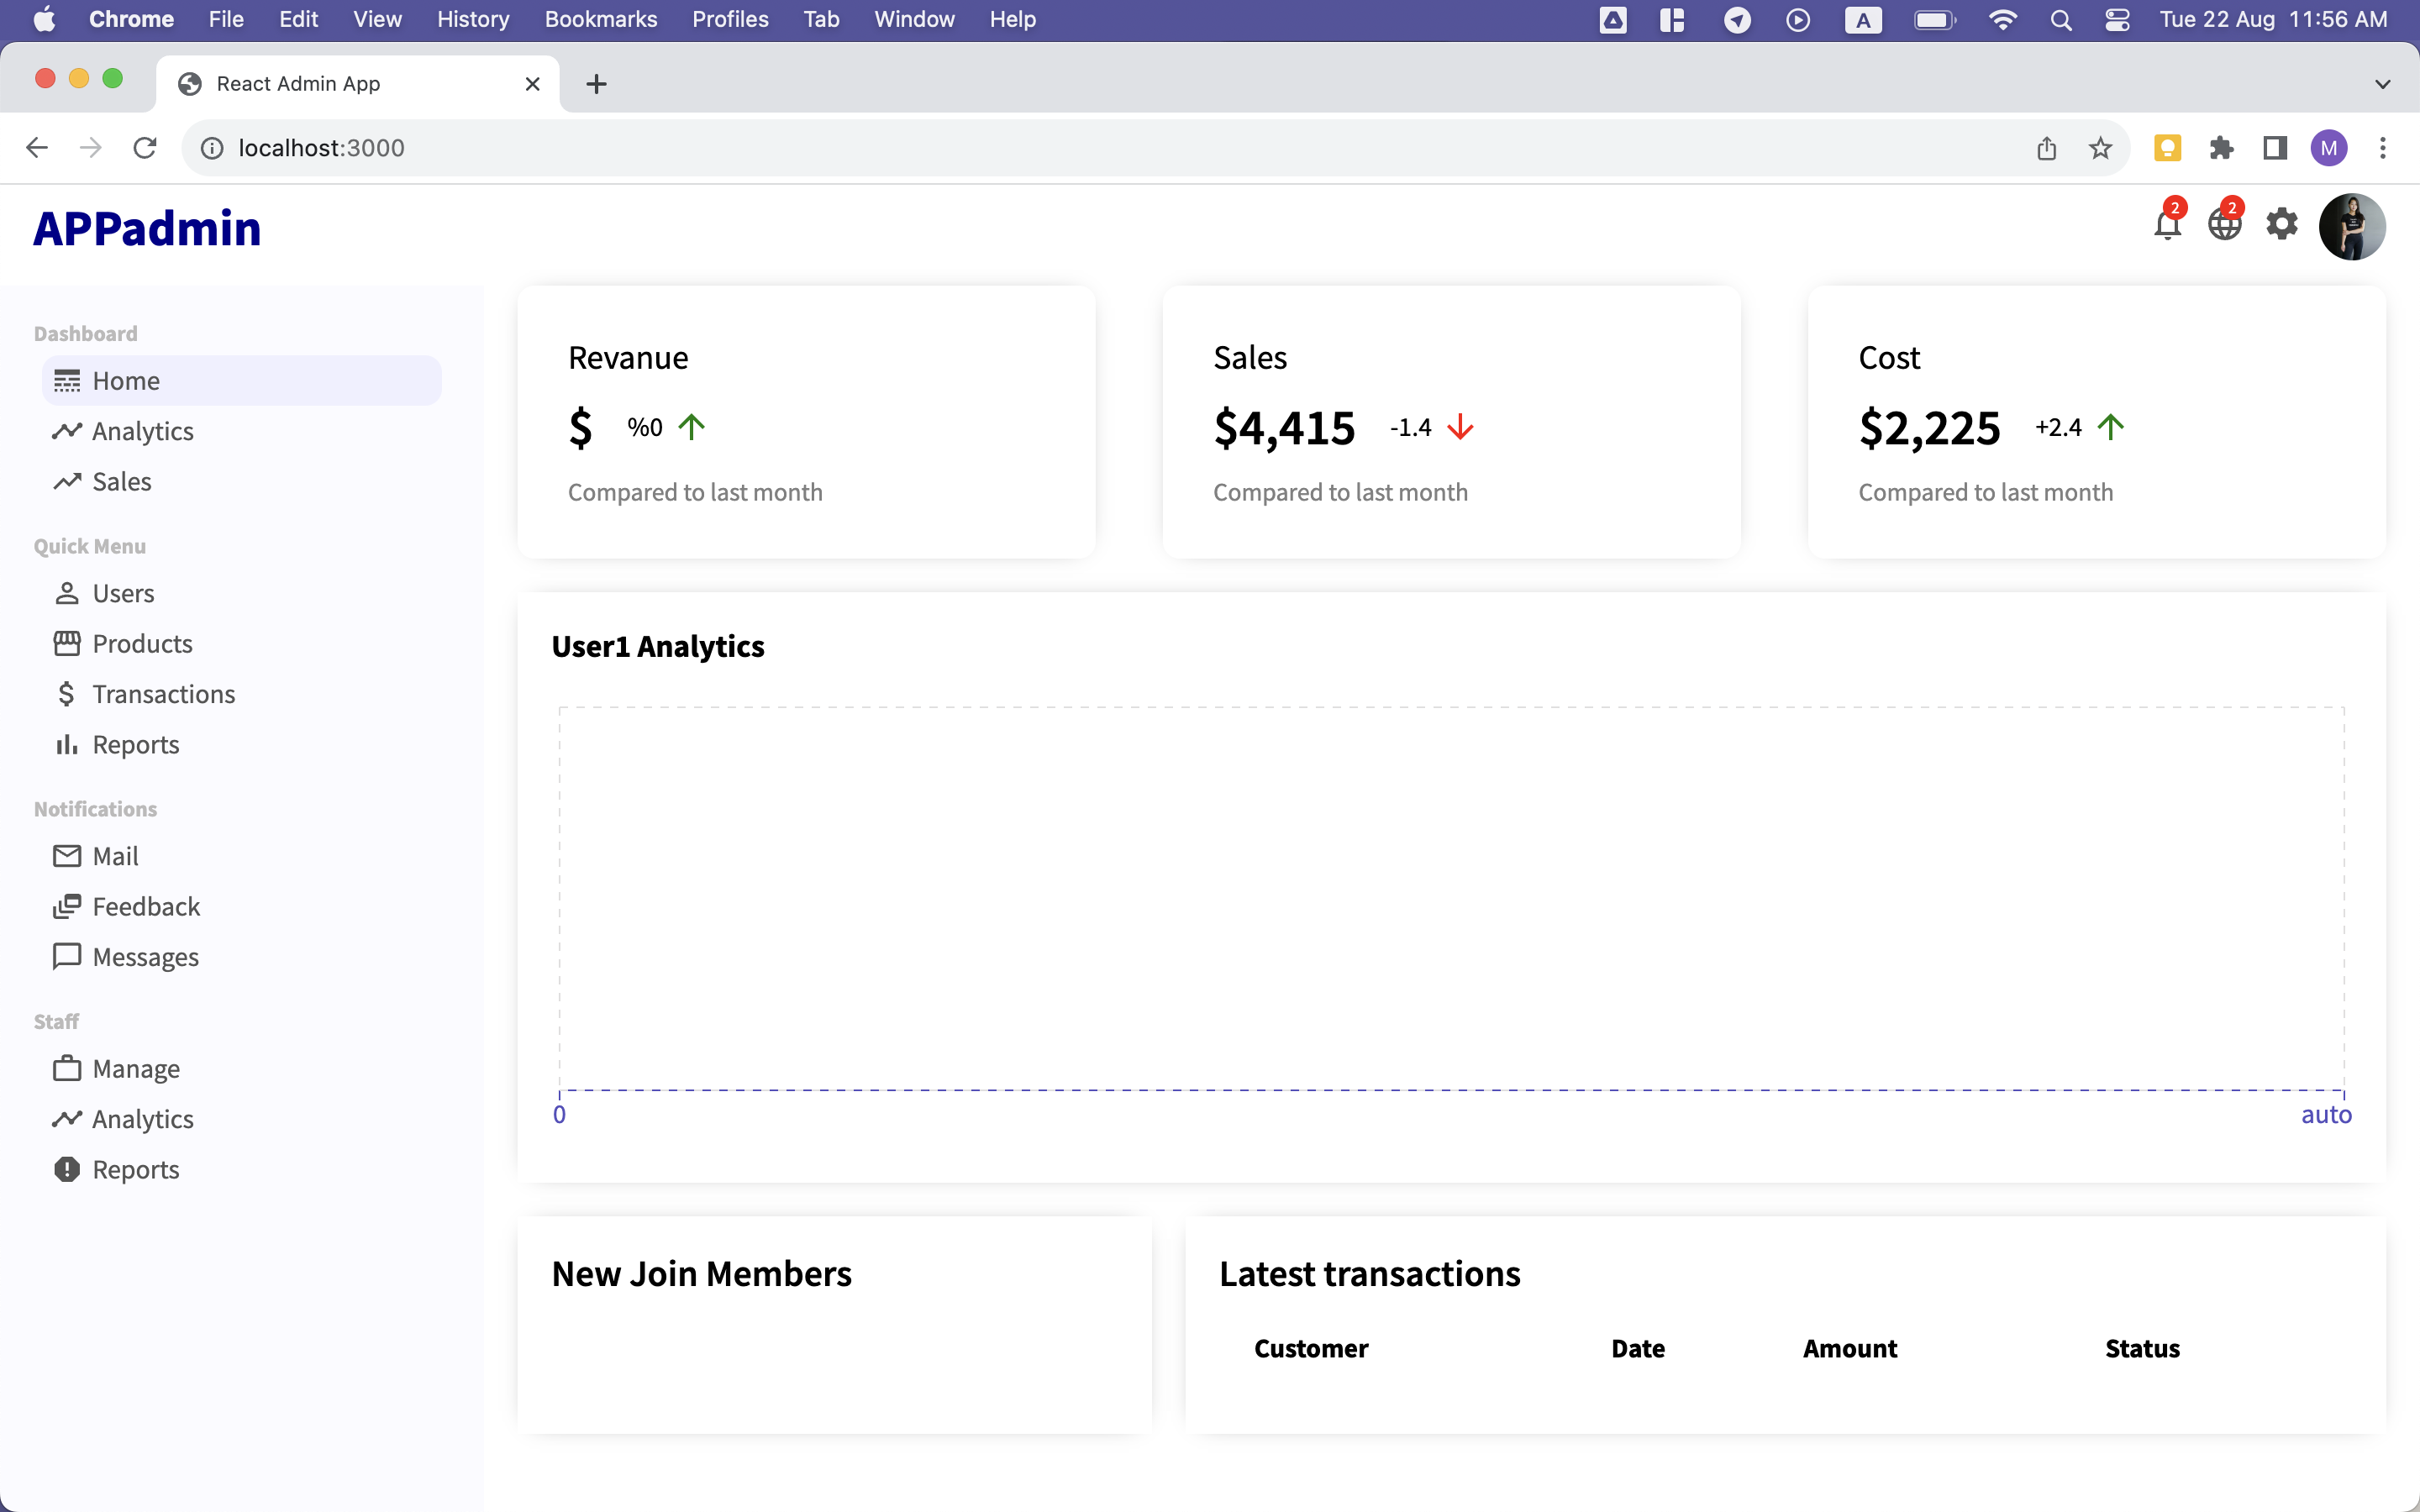 Chrome File Edit View History Bookmarks Profiles Tab Window Help A Tue 22 Aug 11:56 AM
React Admin App
localhost:3000 M
APPadmin 2 2
Dashboard
Home
Analytics
Sales
Quick Menu
Users
Products
Transactions
Reports
Notifications
Mail
Feedback
Messages
Staff
Manage
Analytics
Reports
Revanue
$ %0
Compared to last month
Sales
$4,415 -1.4
Compared to last month
Cost
$2,225 +2.4
Compared to last month
User1 Analytics
0 auto
New Join Members
Latest transactions
Customer Date Amount Status